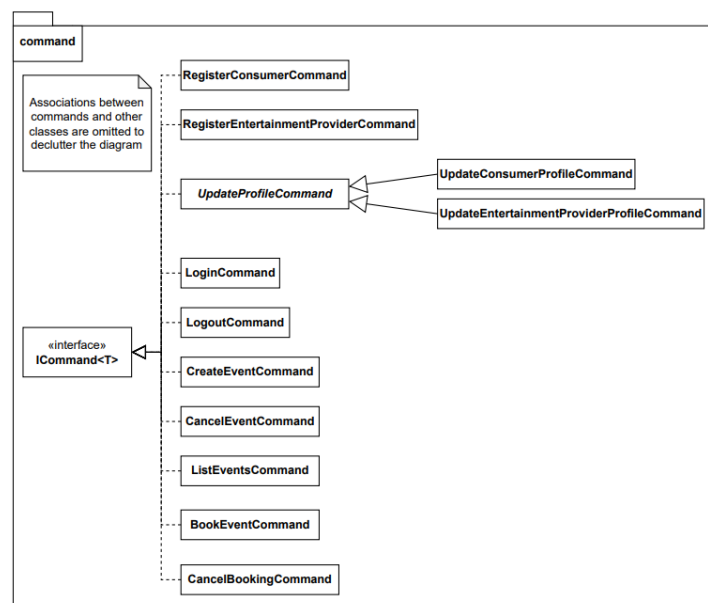 command
Associations between
commands and other
classes are omitted to
declutter the diagram
RegisterConsumerCommand
RegisterEntertainmentProviderCommand
UpdateProfileCommand
UpdateConsumerProfileCommand
UpdateEntertainmentProviderProfileCommand
LoginCommand
LogoutCommand
«interface»
ICommand<T>
CreateEventCommand
CancelEventCommand
ListEventsCommand
BookEventCommand
CancelBookingCommand